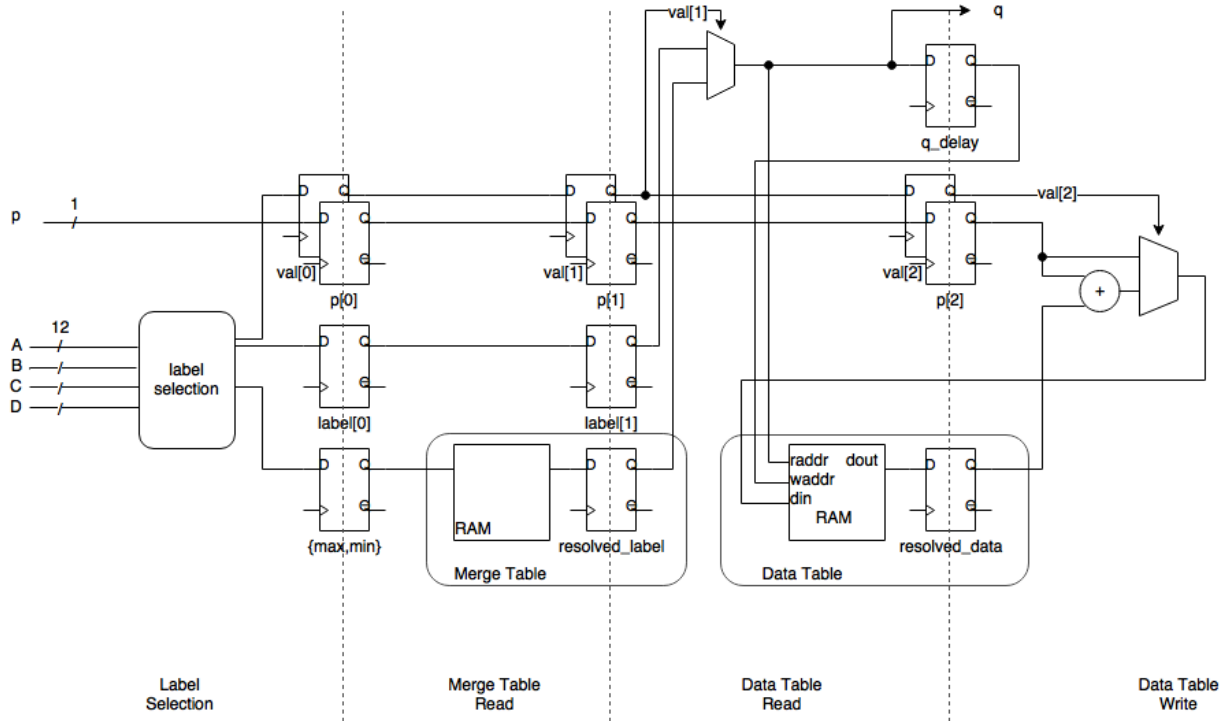 val[1]
q
D Q
Q
q_delay
p
1
D Q
D Q
D Q
val[2]
D Q
D Q
D Q
Q
Q
Q
val[0]
val[1]
val[2]
p[0]
p[1]
p[2]
+
12
A
B
C
D
label
selection
D Q
Q
D Q
Q
label[0]
label[1]
D Q
Q
RAM
D Q
Q
raddr dout
waddr
din
RAM
D Q
Q
{max,min}
resolved_label
resolved_data
Merge Table
Data Table
Label
Selection
Merge Table
Read
Data Table
Read
Data Table
Write